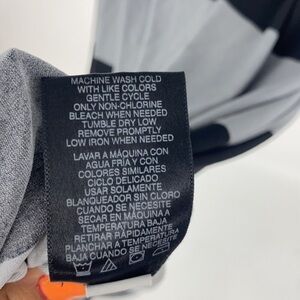 MACHINE WASH COLD
WITH LIKE COLORS
GENTLE CYCLE
ONLY NON-CHLORINE
BLEACH WHEN NEEDED
TUMBLE DRY LOW
REMOVE PROMPTLY
LOW IRON WHEN NEEDED
LAVAR A MÁQUINA CON
AGUA FRÍA Y CON
COLORES SIMILARES
CICLO DELICADO
USAR SOLAMENTE
BLANQUEADOR SIN CLORO
CUANDO SE NECESITE
SECAR EN MÁQUINA A
TEMPERATURA BAJA
RETIRAR RÁPIDAMENTE
PLANCHAR A TEMPERATURA
BAJA CUANDO SE NECESITE